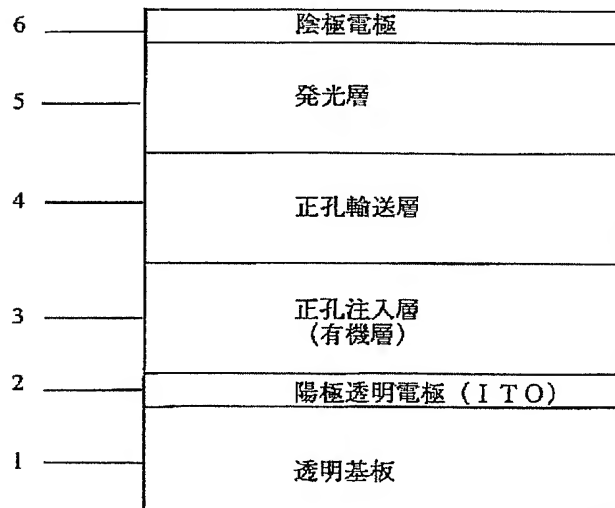 6 陰極電極
5 発光層
4 正孔輸送層
3 正孔注入層
(有機層)
2 陽極透明電極 (ITO)
1 透明基板